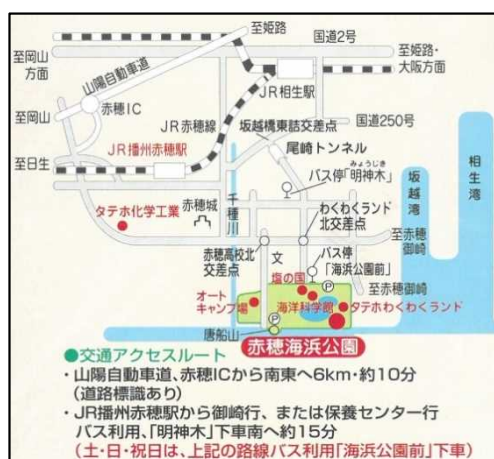 至姫路
国道2号
至岡山
方面
山陽自動車道
至姫路・
大阪方面
JR相生駅
赤穂IC
至岡山
JR赤穂線
坂越橋東詰交差点
国道250号
尾崎トンネル
JR播州赤穂駅
至日生
みょうじぎ
バス停「明神木」
相生湾
坂越湾
千種川
赤穂城
タテホ化学工業
わくわくランド
北交差点
赤穂高校北
交差点
文
バス停
「海浜公園前」
至赤穂
御崎
塩の国
P
至赤穂御崎
オート
キャンプ場
海洋科学館
タテホわくわくランド
P
唐船山
赤穂海浜公園
●交通アクセスルート
・山陽自動車道、赤穂ICから南東へ6km・約10分
(道路標識あり)
・JR播州赤穂駅から御崎行、または保養センター行
バス利用、「明神木」下車南へ約15分
(土・日・祝日は、上記の路線バス利用「海浜公園前」下車)